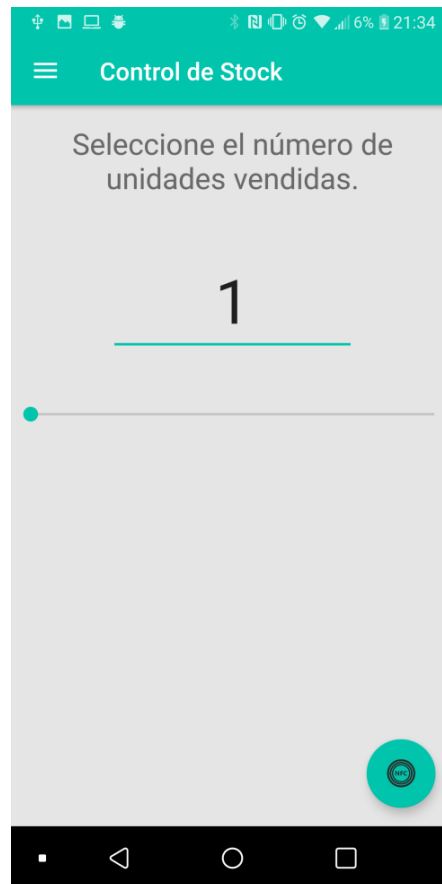 6% 21:34
Control de Stock
Seleccione el número de
unidades vendidas.
1
NFC